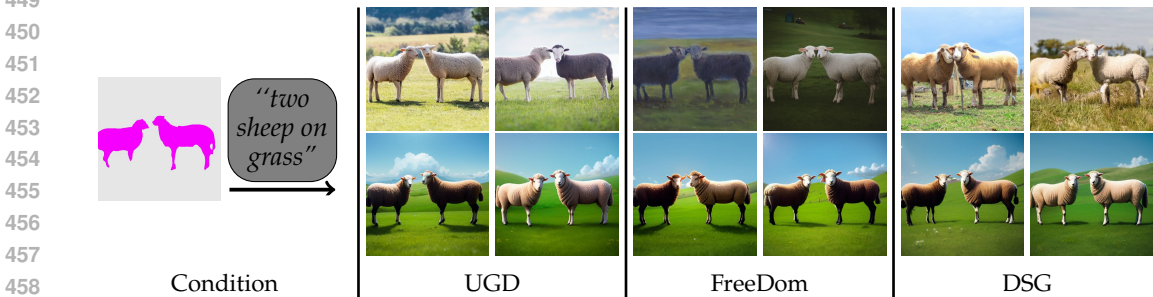 449
450
451
452
453
454
455
456
457
458
‘‘two
sheep on
grass”
Condition
UGD
FreeDom
DSG